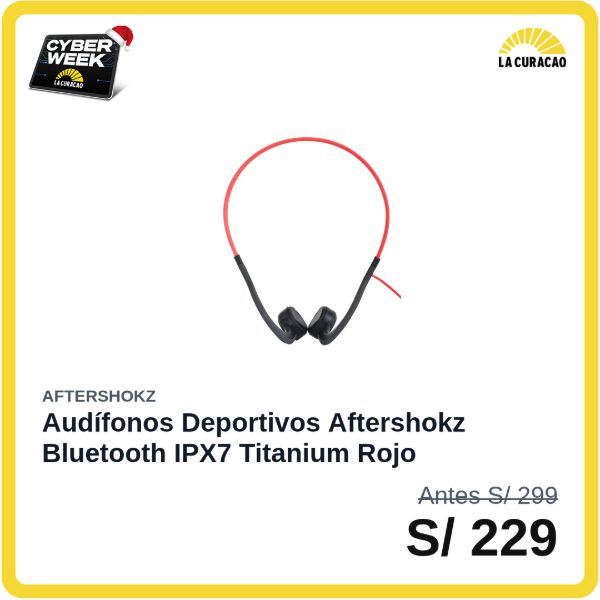 CYBER
WEEK
LA CURACAO
LA CURACAO
AFTERSHOKZ
Audífonos Deportivos Aftershokz
Bluetooth IPX7 Titanium Rojo
Antes S/ 299
S/ 229